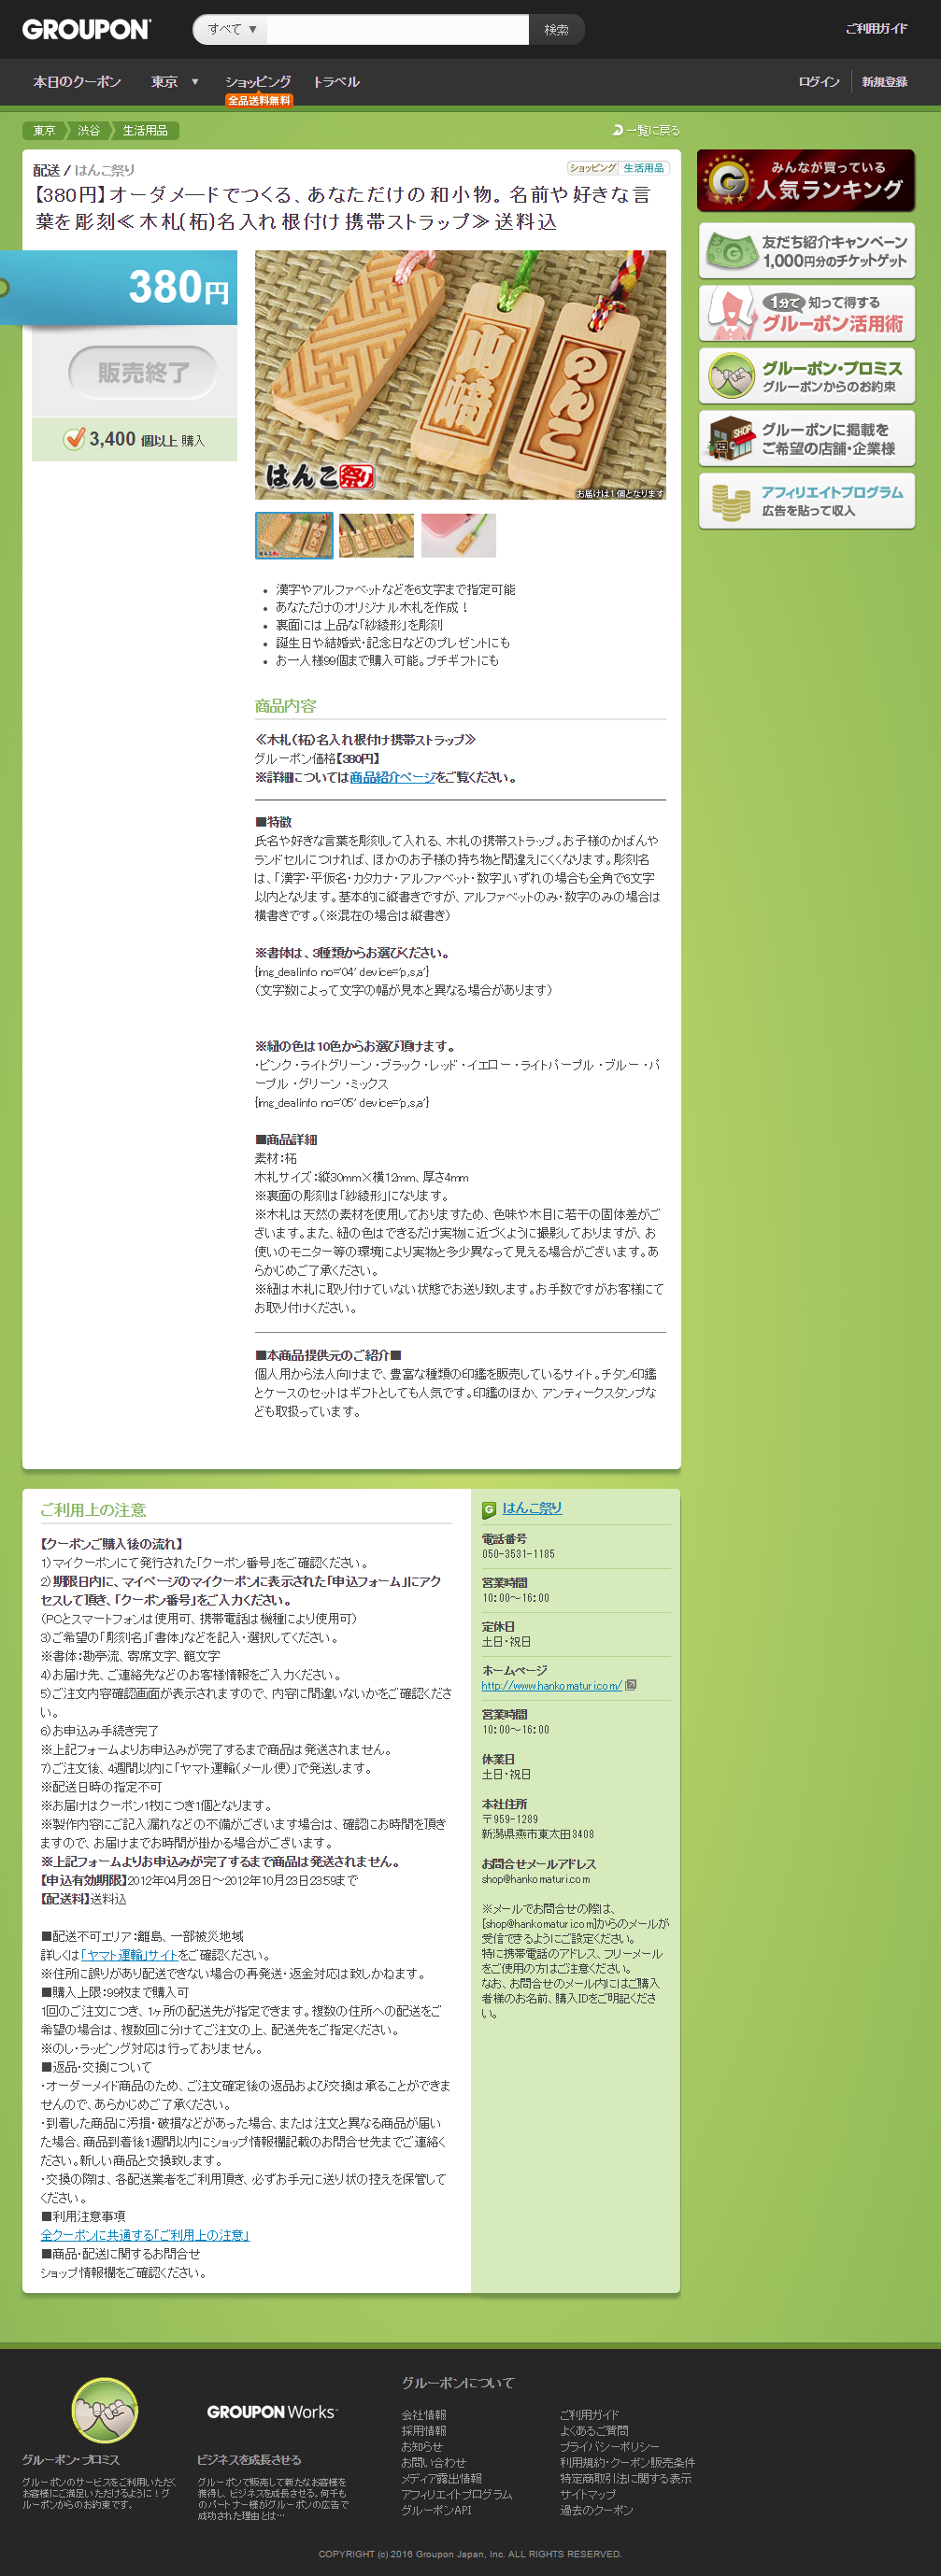 GROUPON
すべて ▼
検索
ご利用ガイド
本日のクーポン
東京 ▼
ショッピング
全品送料無料
トラベル
ログイン
新規登録
東京
渋谷
生活用品
一覧に戻る
配送 / はんこ祭り
ショッピング 生活用品
【380円】オーダメードでつくる、あなただけの和小物。名前や好きな言
葉を彫刻≪木札(柘)名入れ根付け携帯ストラップ≫送料込
380円
販売終了
3,400 個以上 購入
山崎
のんこ
はんこ祭り
お届けは1個となります
みんなが買っている
人気ランキング
友だち紹介キャンペーン
1,000円分のチケットゲット
1分で 知って得する
グルーポン活用術
グルーポン・プロミス
グルーポンからのお約束
SHOP
グルーポンに掲載を
ご希望の店舗・企業様
アフィリエイトプログラム
広告を貼って収入
・漢字やアルファベットなどを6文字まで指定可能
・あなただけのオリジナル木札を作成！
・裏面には上品な「紗綾形」を彫刻
・誕生日や結婚式・記念日などのプレゼントにも
・お一人様99個まで購入可能。プチギフトにも
商品内容
≪木札（柘）名入れ根付け携帯ストラップ≫
グルーポン価格【380円】
※詳細については商品紹介ページをご覧ください。
■特徴
氏名や好きな言葉を彫刻して入れる、木札の携帯ストラップ。お子様のかばんや
ランドセルにつければ、ほかのお子様の持ち物と間違えにくくなります。彫刻名
は、「漢字・平仮名・カタカナ・アルファベット・数字」いずれの場合も全角で6文字
以内となります。基本的に縦書きですが、アルファベットのみ・数字のみの場合は
横書きです。（※混在の場合は縦書き）
※書体は、3種類からお選びください。
{img_dealinfo no='04' device='p,s,a'}
（文字数によって文字の幅が見本と異なる場合があります）
※紐の色は10色からお選び頂けます。
・ピンク ・ライトグリーン ・ブラック ・レッド ・イエロー ・ライトパープル ・ブルー ・パ
ープル ・グリーン ・ミックス
{img_dealinfo no='05' device='p,s,a'}
■商品詳細
素材：柘
木札サイズ：縦30mm×横12mm、厚さ4mm
※裏面の彫刻は「紗綾形」になります。
※木札は天然の素材を使用しておりますため、色味や木目に若干の固体差がご
ざいます。また、紐の色はできるだけ実物に近づくように撮影しておりますが、お
使いのモニター等の環境により実物と多少異なって見える場合がございます。あ
らかじめご了承ください。
※紐は木札に取り付けていない状態でお送り致します。お手数ですがお客様にて
お取り付けください。
■本商品提供元のご紹介■
個人用から法人向けまで、豊富な種類の印鑑を販売しているサイト。チタン印鑑
とケースのセットはギフトとしても人気です。印鑑のほか、アンティークスタンプな
ども取扱っています。
ご利用上の注意
【クーポンご購入後の流れ】
1）マイクーポンにて発行された「クーポン番号」をご確認ください。
2）期限日内に、マイページのマイクーポンに表示された「申込フォーム」にアク
セスして頂き、「クーポン番号」をご入力ください。
（PCとスマートフォンは使用可、携帯電話は機種により使用可）
3）ご希望の「彫刻名」「書体」などを記入・選択してください。
※書体：勘亭流、寄席文字、籠文字
4）お届け先、ご連絡先などのお客様情報をご入力ください。
5）ご注文内容確認画面が表示されますので、内容に間違いないかをご確認くださ
い。
6）お申込み手続き完了
※上記フォームよりお申込みが完了するまで商品は発送されません。
7）ご注文後、4週間以内に「ヤマト運輸（メール便）」で発送します。
※配送日時の指定不可
※お届けはクーポン1枚につき1個となります。
※製作内容にご記入漏れなどの不備がございます場合は、確認にお時間を頂き
ますので、お届けまでお時間が掛かる場合がございます。
※上記フォームよりお申込みが完了するまで商品は発送されません。
【申込有効期限】2012年04月28日～2012年10月23日23:59まで
【配送料】送料込
■配送不可エリア：離島、一部被災地域
詳しくは「ヤマト運輸」サイトをご確認ください。
※住所に誤りがあり配送できない場合の再発送・返金対応は致しかねます。
■購入上限：99枚まで購入可
1回のご注文につき、1ヶ所の配送先が指定できます。複数の住所への配送をご
希望の場合は、複数回に分けてご注文の上、配送先をご指定ください。
※のし・ラッピング対応は行っておりません。
■返品・交換について
・オーダーメイド商品のため、ご注文確定後の返品および交換は承ることができま
せんので、あらかじめご了承ください。
・到着した商品に汚損・破損などがあった場合、または注文と異なる商品が届い
た場合、商品到着後1週間以内にショップ情報欄記載のお問合せ先までご連絡く
ださい。新しい商品と交換致します。
・交換の際は、各配送業者をご利用頂き、必ずお手元に送り状の控えを保管して
ください。
■利用注意事項
全クーポンに共通する「ご利用上の注意」
■商品・配送に関するお問合せ
ショップ情報欄をご確認ください。
はんこ祭り
電話番号
050-3531-1185
営業時間
10：00～16：00
定休日
土日・祝日
ホームページ
http://www.hankomaturi.com/
営業時間
10：00～16：00
休業日
土日・祝日
本社住所
〒959-1289
新潟県燕市東太田3408
お問合せメールアドレス
shop@hankomaturi.com
※メールでお問合せの際は、
[shop@hankomaturi.com]からのメールが
受信できるようにご設定ください。
特に携帯電話のアドレス、フリーメール
をご使用の方はご注意ください。
なお、お問合せのメール内にはご購入
者様のお名前、購入IDをご明記くださ
い。
グルーポン・プロミス
グルーポンのサービスをご利用いただく
お客様にご満足いただけるように！グ
ルーポンからのお約束です。
GROUPON Works
ビジネスを成長させる
グルーポンで販売して新たなお客様を
獲得し、ビジネスを成長させる。何千も
のパートナー様がグルーポンの広告で
成功された理由とは…
グルーポンについて
会社情報
採用情報
お知らせ
お問い合わせ
メディア露出情報
アフィリエイトプログラム
グルーポンAPI
ご利用ガイド
よくあるご質問
プライバシーポリシー
利用規約・クーポン販売条件
特定商取引法に関する表示
サイトマップ
過去のクーポン
COPYRIGHT (c) 2016 Groupon Japan, Inc. ALL RIGHTS RESERVED.